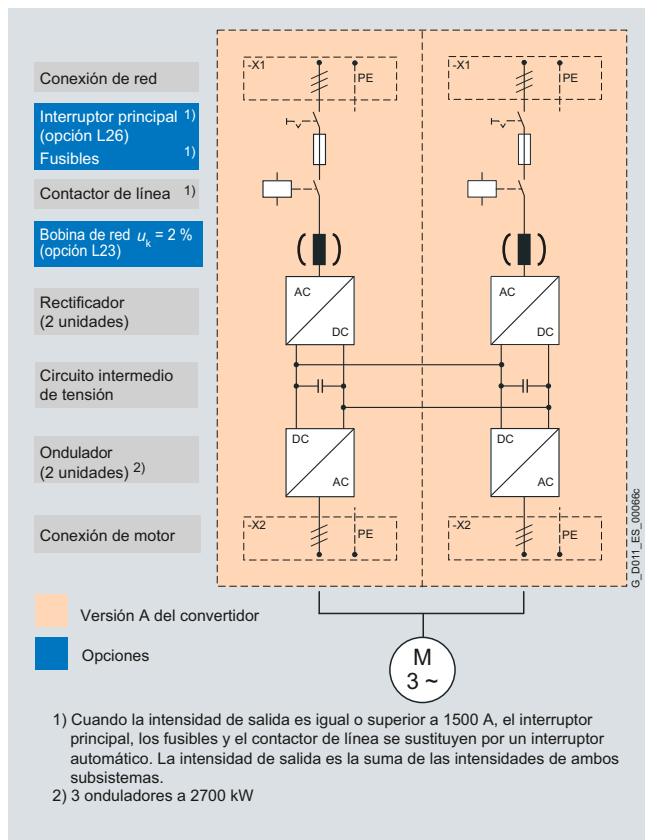 -X1
PE
-X1
PE
Conexión de red
Interruptor principal 1)
(opción L26)
Fusibles 1)
Contactor de línea 1)
Bobina de red uk = 2 %
(opción L23)
AC
DC
AC
DC
Rectificador
(2 unidades)
Circuito intermedio
de tensión
DC
AC
DC
AC
Ondulador
(2 unidades) 2)
-X2
PE
-X2
PE
Conexión de motor
G_D011_ES_00066c
Versión A del convertidor
Opciones
M
3 ~
1) Cuando la intensidad de salida es igual o superior a 1500 A, el interruptor
principal, los fusibles y el contactor de línea se sustituyen por un interruptor
automático. La intensidad de salida es la suma de las intensidades de ambos
subsistemas.
2) 3 onduladores a 2700 kW